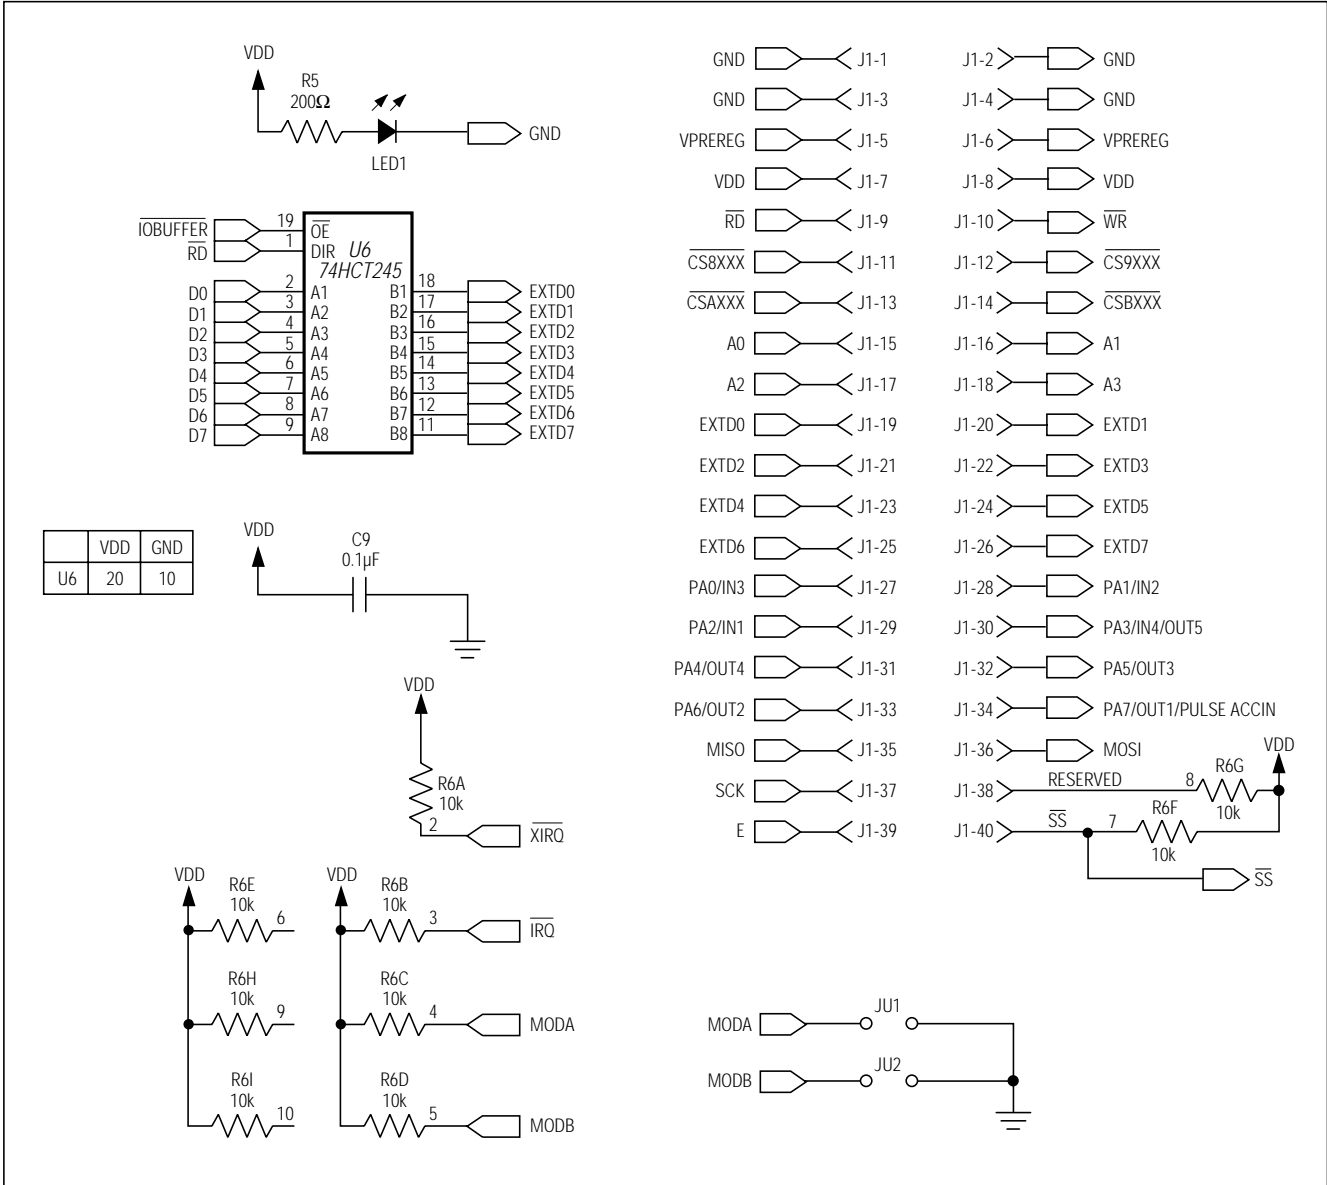 VDD
R5
200Ω
LED1
GND
IOBUFFER 19 OE
RD 1 DIR
U6
74HCT245
D0 2 A1 B1 18 EXTD0
D1 3 A2 B2 17 EXTD1
D2 4 A3 B3 16 EXTD2
D3 5 A4 B4 15 EXTD3
D4 6 A5 B5 14 EXTD4
D5 7 A6 B6 13 EXTD5
D6 8 A7 B7 12 EXTD6
D7 9 A8 B8 11 EXTD7
VDD GND
U6 20 10
VDD
C9
0.1µF
VDD
R6A
10k
2
XIRQ
VDD
R6E
10k
6
R6H
10k
9
R6I
10k
10
VDD
R6B
10k
3
IRQ
R6C
10k
4
MODA
R6D
10k
5
MODB
GND J1-1 J1-2 GND
GND J1-3 J1-4 GND
VPREREG J1-5 J1-6 VPREREG
VDD J1-7 J1-8 VDD
RD J1-9 J1-10 WR
CS8XXX J1-11 J1-12 CS9XXX
CSAXXX J1-13 J1-14 CSBXXX
A0 J1-15 J1-16 A1
A2 J1-17 J1-18 A3
EXTD0 J1-19 J1-20 EXTD1
EXTD2 J1-21 J1-22 EXTD3
EXTD4 J1-23 J1-24 EXTD5
EXTD6 J1-25 J1-26 EXTD7
PA0/IN3 J1-27 J1-28 PA1/IN2
PA2/IN1 J1-29 J1-30 PA3/IN4/OUT5
PA4/OUT4 J1-31 J1-32 PA5/OUT3
PA6/OUT2 J1-33 J1-34 PA7/OUT1/PULSE ACCIN
MISO J1-35 J1-36 MOSI
SCK J1-37 J1-38 RESERVED 8 R6G
10k
VDD
E J1-39 J1-40 SS 7 R6F
10k
SS
MODA JU1
MODB JU2